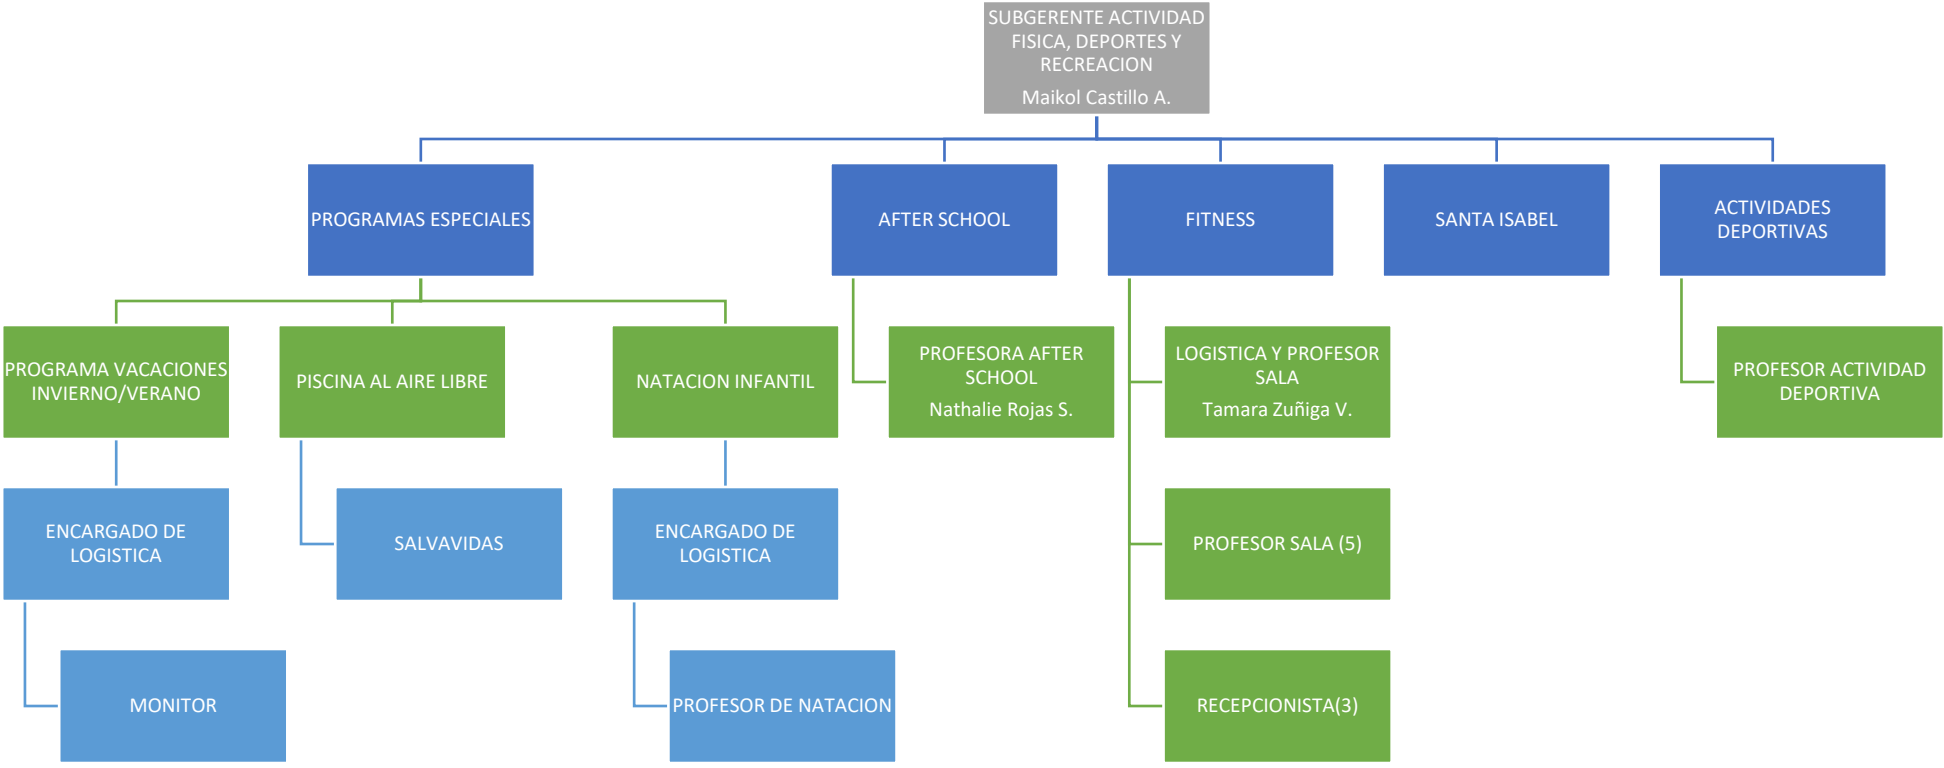 SUBGERENTE ACTIVIDAD
FISICA, DEPORTES Y
RECREACION
Maikol Castillo A.
PROGRAMAS ESPECIALES
AFTER SCHOOL
FITNESS
SANTA ISABEL
ACTIVIDADES
DEPORTIVAS
PROGRAMA VACACIONES
INVIERNO/VERANO
PISCINA AL AIRE LIBRE
NATACION INFANTIL
PROFESORA AFTER
SCHOOL
Nathalie Rojas S.
LOGISTICA Y PROFESOR
SALA
Tamara Zuñiga V.
PROFESOR ACTIVIDAD
DEPORTIVA
ENCARGADO DE
LOGISTICA
SALVAVIDAS
ENCARGADO DE
LOGISTICA
PROFESOR SALA (5)
MONITOR
PROFESOR DE NATACION
RECEPCIONISTA(3)